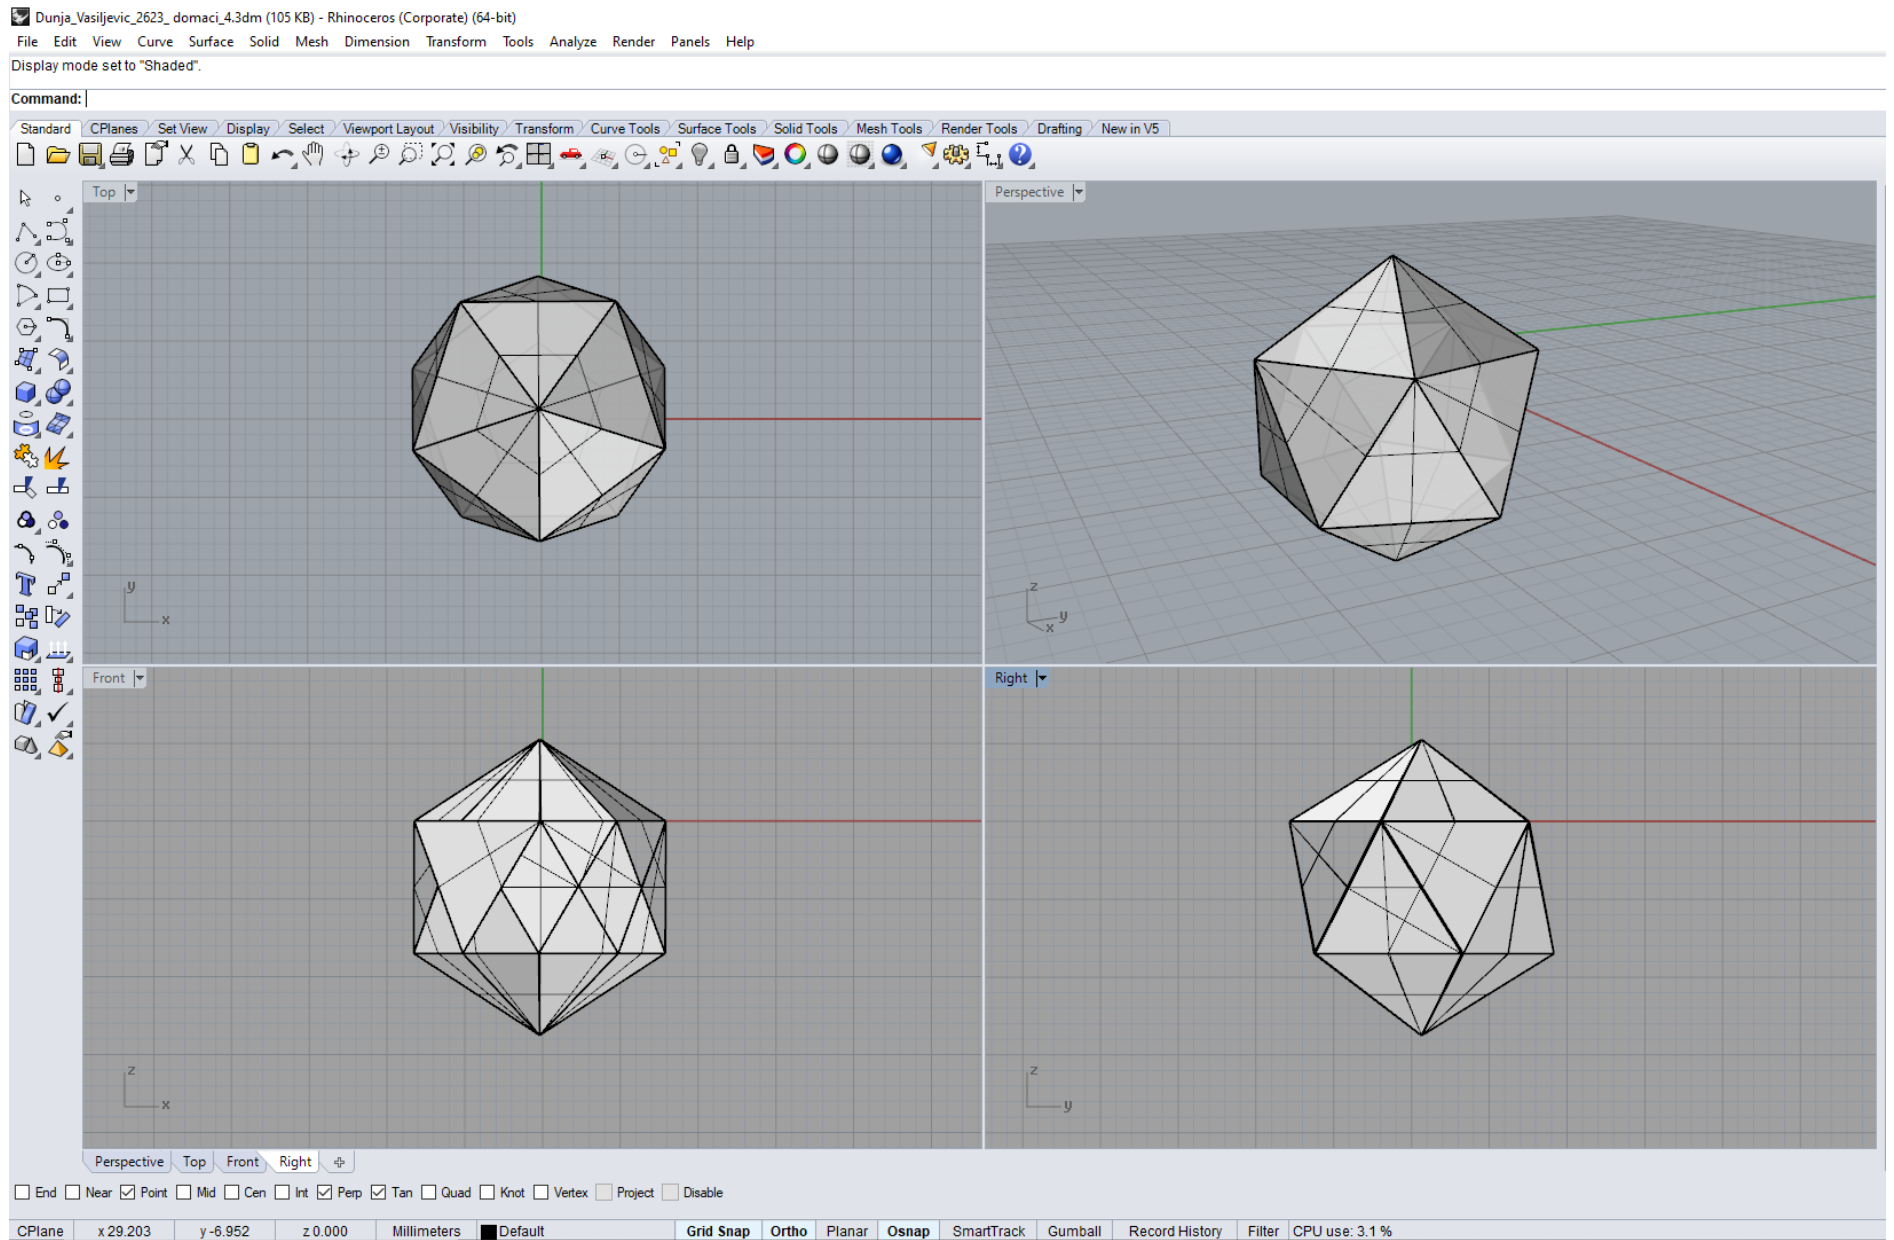 Dunja_Vasiljevic_2623_ domaci_4.3dm (105 KB) - Rhinoceros (Corporate) (64-bit)
File Edit View Curve Surface Solid Mesh Dimension Transform Tools Analyze Render Panels Help
Display mode set to "Shaded".
Command:
Standard CPlanes Set View Display Select Viewport Layout Visibility Transform Curve Tools Surface Tools Solid Tools Mesh Tools Render Tools Drafting New in V5
Top
y
x
Perspective
z
y
x
Front
z
x
Right
z
y
Perspective Top Front Right
End Near Point Mid Cen Int Perp Tan Quad Knot Vertex Project Disable
CPlane x 29.203 y -6.952 z 0.000 Millimeters Default Grid Snap Ortho Planar Osnap SmartTrack Gumball Record History Filter CPU use: 3.1 %